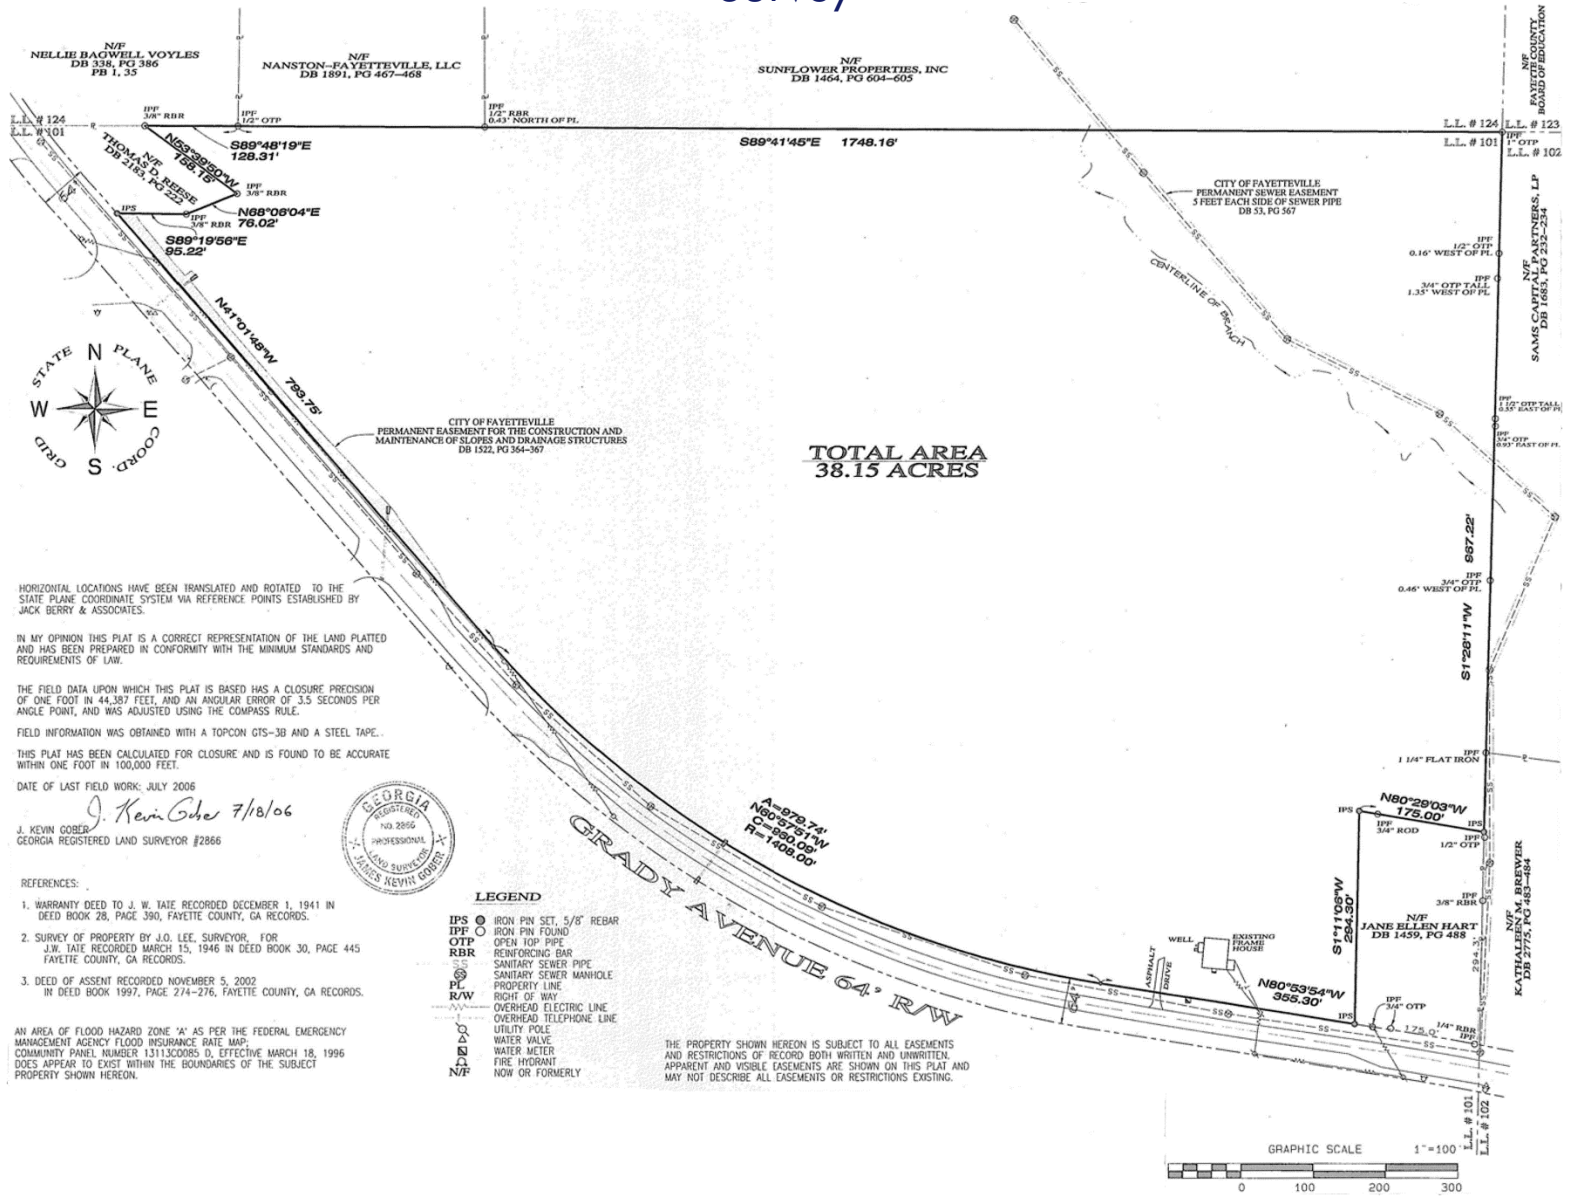 N/F
NELLIE BAGWELL VOYLES
DB 338, PG 386
PB 1, 35
N/F
NANSTON-FAYETTEVILLE, LLC
DB 1891, PG 467-468
N/F
SUNFLOWER PROPERTIES, INC
DB 1464, PG 604-605
N/F
FAYETTE COUNTY
BOARD OF EDUCATION
L.L. # 124
L.L. # 101
IPF
3/8" RBR
IPF
1/2" OTP
IPF
1/2" RBR
0.43' NORTH OF PL
S89°48'19"E
128.31'
S89°41'45"E 1748.16'
L.L. # 124
L.L. # 101
L.L. # 123
IPF
1" OTP
L.L. # 102
N53°39'50"W
158.15'
N/F
THOMAS D. REESE
DB 2183, PG 222
IPF
3/8" RBR
N68°06'04"E
76.02'
IPS
IPF
3/8" RBR
S89°19'56"E
95.22'
CITY OF FAYETTEVILLE
PERMANENT SEWER EASEMENT
5 FEET EACH SIDE OF SEWER PIPE
DB 53, PG 567
CENTERLINE OF BRANCH
IPF
1/2" OTP
0.16' WEST OF PL
IPF
3/4" OTP TALL
1.35' WEST OF PL
N/F
SAMS CAPITAL PARTNERS, LP
DB 1683, PG 232-234
N41°01'48"W 793.75'
STATE PLANE
N
W E
S
GRID COORD.
CITY OF FAYETTEVILLE
PERMANENT EASEMENT FOR THE CONSTRUCTION AND
MAINTENANCE OF SLOPES AND DRAINAGE STRUCTURES
DB 1522, PG 364-367
TOTAL AREA
38.15 ACRES
IPF
1 1/2" OTP TALL
0.55' EAST OF PL
IPF
3/4" OTP
0.93' EAST OF PL
S1°28'11"W 987.22'
IPF
3/4" OTP
0.46' WEST OF PL
IPF
1 1/4" FLAT IRON
HORIZONTAL LOCATIONS HAVE BEEN TRANSLATED AND ROTATED TO THE
STATE PLANE COORDINATE SYSTEM VIA REFERENCE POINTS ESTABLISHED BY
JACK BERRY & ASSOCIATES.
IN MY OPINION THIS PLAT IS A CORRECT REPRESENTATION OF THE LAND PLATTED
AND HAS BEEN PREPARED IN CONFORMITY WITH THE MINIMUM STANDARDS AND
REQUIREMENTS OF LAW.
THE FIELD DATA UPON WHICH THIS PLAT IS BASED HAS A CLOSURE PRECISION
OF ONE FOOT IN 44,387 FEET, AND AN ANGULAR ERROR OF 3.5 SECONDS PER
ANGLE POINT, AND WAS ADJUSTED USING THE COMPASS RULE.
FIELD INFORMATION WAS OBTAINED WITH A TOPCON GTS-3B AND A STEEL TAPE.
THIS PLAT HAS BEEN CALCULATED FOR CLOSURE AND IS FOUND TO BE ACCURATE
WITHIN ONE FOOT IN 100,000 FEET.
DATE OF LAST FIELD WORK: JULY 2006
J. Kevin Gober 7/18/06
J. KEVIN GOBER
GEORGIA REGISTERED LAND SURVEYOR #2866
GEORGIA
REGISTERED
NO. 2866
PROFESSIONAL
LAND SURVEYOR
JAMES KEVIN GOBER
A=979.74'
N60°57'51"W
C=960.09'
R=1408.00'
GRADY AVENUE 64' R/W
64'
IPS
N80°29'03"W
175.00'
IPF
3/4" ROD
IPS
IPF
1/2" OTP
S1°11'06"W
294.30'
IPF
3/8" RBR
N/F
JANE ELLEN HART
DB 1459, PG 488
294.3'
N/F
KATHALEEN M. BREWER
DB 2775, PG 483-484
WELL
EXISTING
FRAME
HOUSE
ASPHALT
DRIVE
N80°53'54"W
355.30'
IPS
IPF
3/4" OTP
175.0'
1/4" RBR
IPF
REFERENCES:
1. WARRANTY DEED TO J. W. TATE RECORDED DECEMBER 1, 1941 IN
DEED BOOK 28, PAGE 390, FAYETTE COUNTY, GA RECORDS.
2. SURVEY OF PROPERTY BY J.O. LEE, SURVEYOR, FOR
J.W. TATE RECORDED MARCH 15, 1946 IN DEED BOOK 30, PAGE 445
FAYETTE COUNTY, GA RECORDS.
3. DEED OF ASSENT RECORDED NOVEMBER 5, 2002
IN DEED BOOK 1997, PAGE 274-276, FAYETTE COUNTY, GA RECORDS.
AN AREA OF FLOOD HAZARD ZONE 'A' AS PER THE FEDERAL EMERGENCY
MANAGEMENT AGENCY FLOOD INSURANCE RATE MAP;
COMMUNITY PANEL NUMBER 13113C0085 D, EFFECTIVE MARCH 18, 1996
DOES APPEAR TO EXIST WITHIN THE BOUNDARIES OF THE SUBJECT
PROPERTY SHOWN HEREON.
LEGEND
IPS IRON PIN SET, 5/8" REBAR
IPF IRON PIN FOUND
OTP OPEN TOP PIPE
RBR REINFORCING BAR
SS SANITARY SEWER PIPE
SANITARY SEWER MANHOLE
PL PROPERTY LINE
R/W RIGHT OF WAY
OVERHEAD ELECTRIC LINE
OVERHEAD TELEPHONE LINE
UTILITY POLE
WATER VALVE
WATER METER
FIRE HYDRANT
N/F NOW OR FORMERLY
THE PROPERTY SHOWN HEREON IS SUBJECT TO ALL EASEMENTS
AND RESTRICTIONS OF RECORD BOTH WRITTEN AND UNWRITTEN.
APPARENT AND VISIBLE EASEMENTS ARE SHOWN ON THIS PLAT AND
MAY NOT DESCRIBE ALL EASEMENTS OR RESTRICTIONS EXISTING.
L.L. # 101
L.L. # 102
GRAPHIC SCALE 1"=100'
0 100 200 300